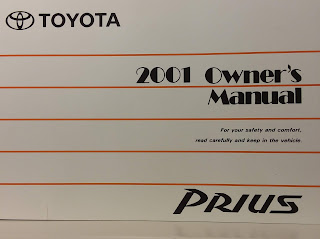 TOYOTA
2001 Owner's
Manual
For your safety and comfort,
read carefully and keep in the vehicle.
PRIUS